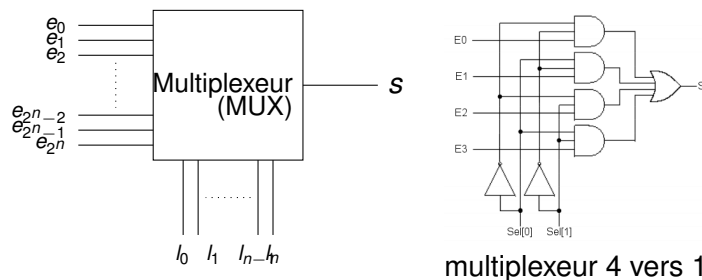 e₀
e₁
e₂
Multiplexeur
(MUX)
s
e₂ⁿ₋₂
e₂ⁿ₋₁
e₂ⁿ
l₀ l₁ lₙ₋₁ lₙ
E0
E1
E2
E3
S
Sel[0] Sel[1]
multiplexeur 4 vers 1